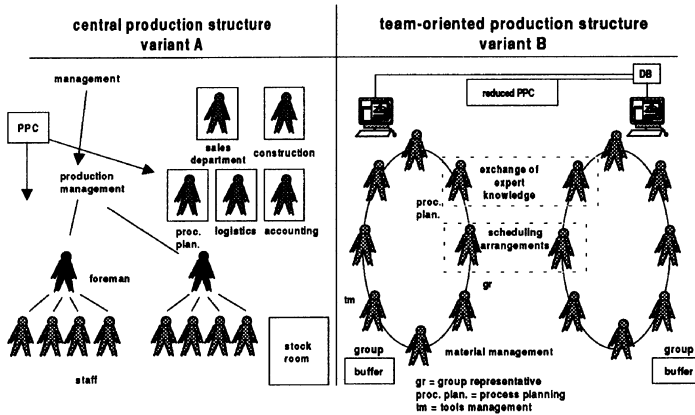 central production structure
variant A
management
PPC
sales
department
construction
production
management
proc.
plan.
logistics
accounting
foreman
staff
stock
room
team-oriented production structure
variant B
DB
reduced PPC
exchange of
expert
knowledge
proc.
plan.
scheduling
arrangements
gr
tm
group
buffer
material management
group
buffer
gr = group representative
proc. plan. = process planning
tm = tools management